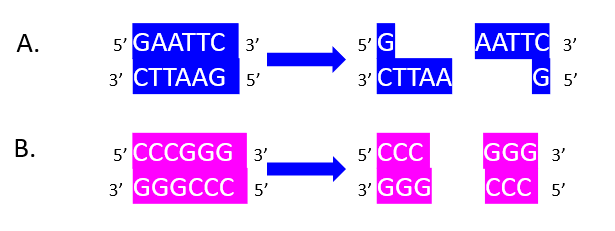 A. 5’ GAATTC 3’ 5’ G AATTC 3’
3’ CTTAAG 5’ 3’ CTTAA G 5’
B. 5’ CCCGGG 3’ 5’ CCC GGG 3’
3’ GGGCCC 5’ 3’ GGG CCC 5’